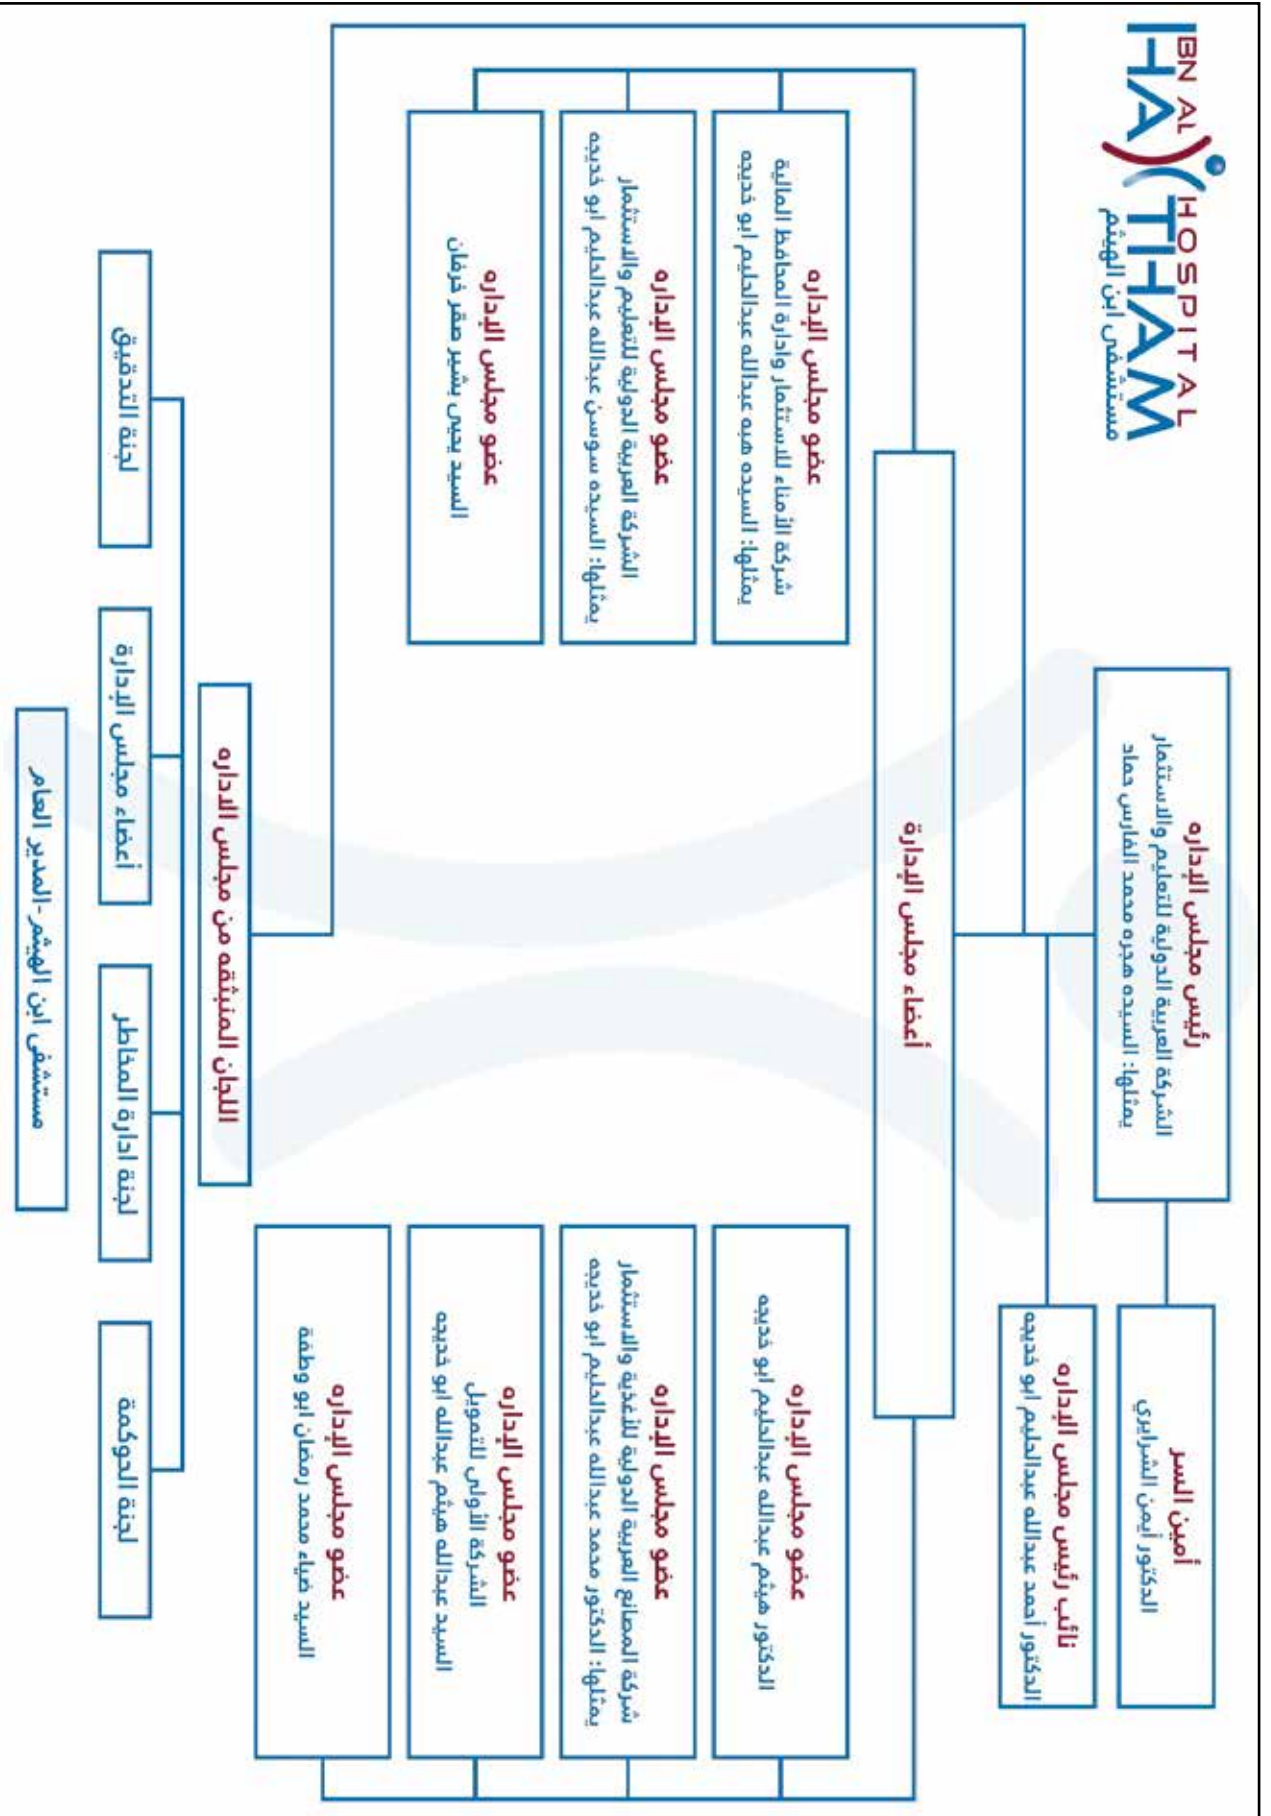 IBN AL HOSPITAL
HAYTHAM
مستشفى ابن الهيثم
رئيس مجلس الإداره
الشركة العربية الدولية للتعليم والاستثمار
يمثلها: السيده هجره محمد الفارس حماد
أمين السر
الدكتور أيمن الشرايري
نائب رئيس مجلس الإداره
الدكتور أحمد عبدالله عبدالحليم ابو خديجه
أعضاء مجلس الإدارة
عضو مجلس الإداره
شركة الأمناء للاستثمار وادارة المحافظ المالية
يمثلها: السيده هبه عبدالله عبدالحليم ابو خديجه
عضو مجلس الإداره
الشركة العربية الدولية للتعليم والاستثمار
يمثلها: السيده سوسن عبدالله عبدالحليم ابو خديجه
عضو مجلس الإداره
السيد يحيى بشير صقر خرفان
عضو مجلس الإداره
الدكتور هيثم عبدالله عبدالحليم ابو خديجه
عضو مجلس الإداره
شركة المصانع العربية الدولية للأغذية والاستثمار
يمثلها: الدكتور محمد عبدالله عبدالحليم ابو خديجه
عضو مجلس الإداره
الشركة الأولى للتمويل
السيد عبدالله هيثم عبدالله ابو خديجه
عضو مجلس الإداره
السيد ضياء محمد رمضان ابو وطفة
اللجان المنبثقه من مجلس الاداره
لجنة التدقيق
أعضاء مجلس الإدارة
لجنة ادارة المخاطر
لجنة الحوكمة
مستشفى ابن الهيثم-المدير العام